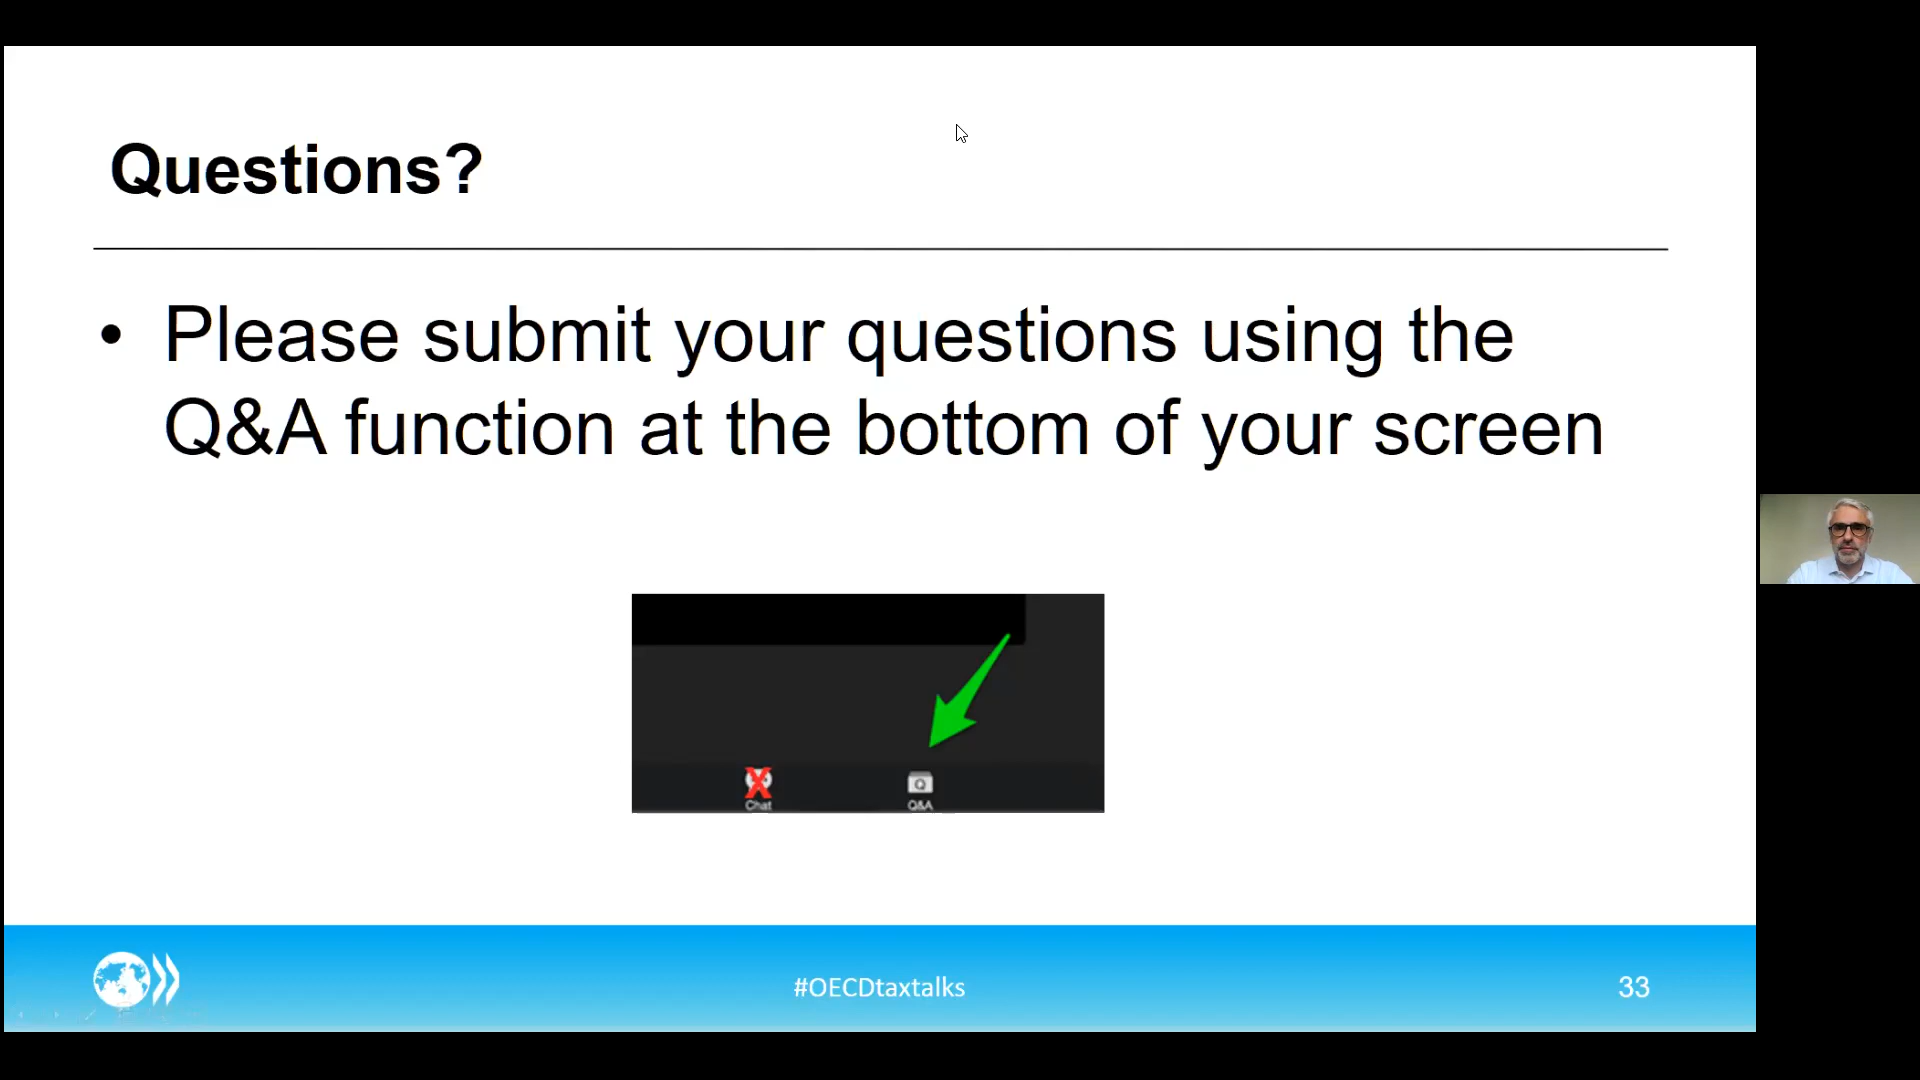 Questions?
• Please submit your questions using the
Q&A function at the bottom of your screen
Chat
Q&A
#OECDtaxtalks
33